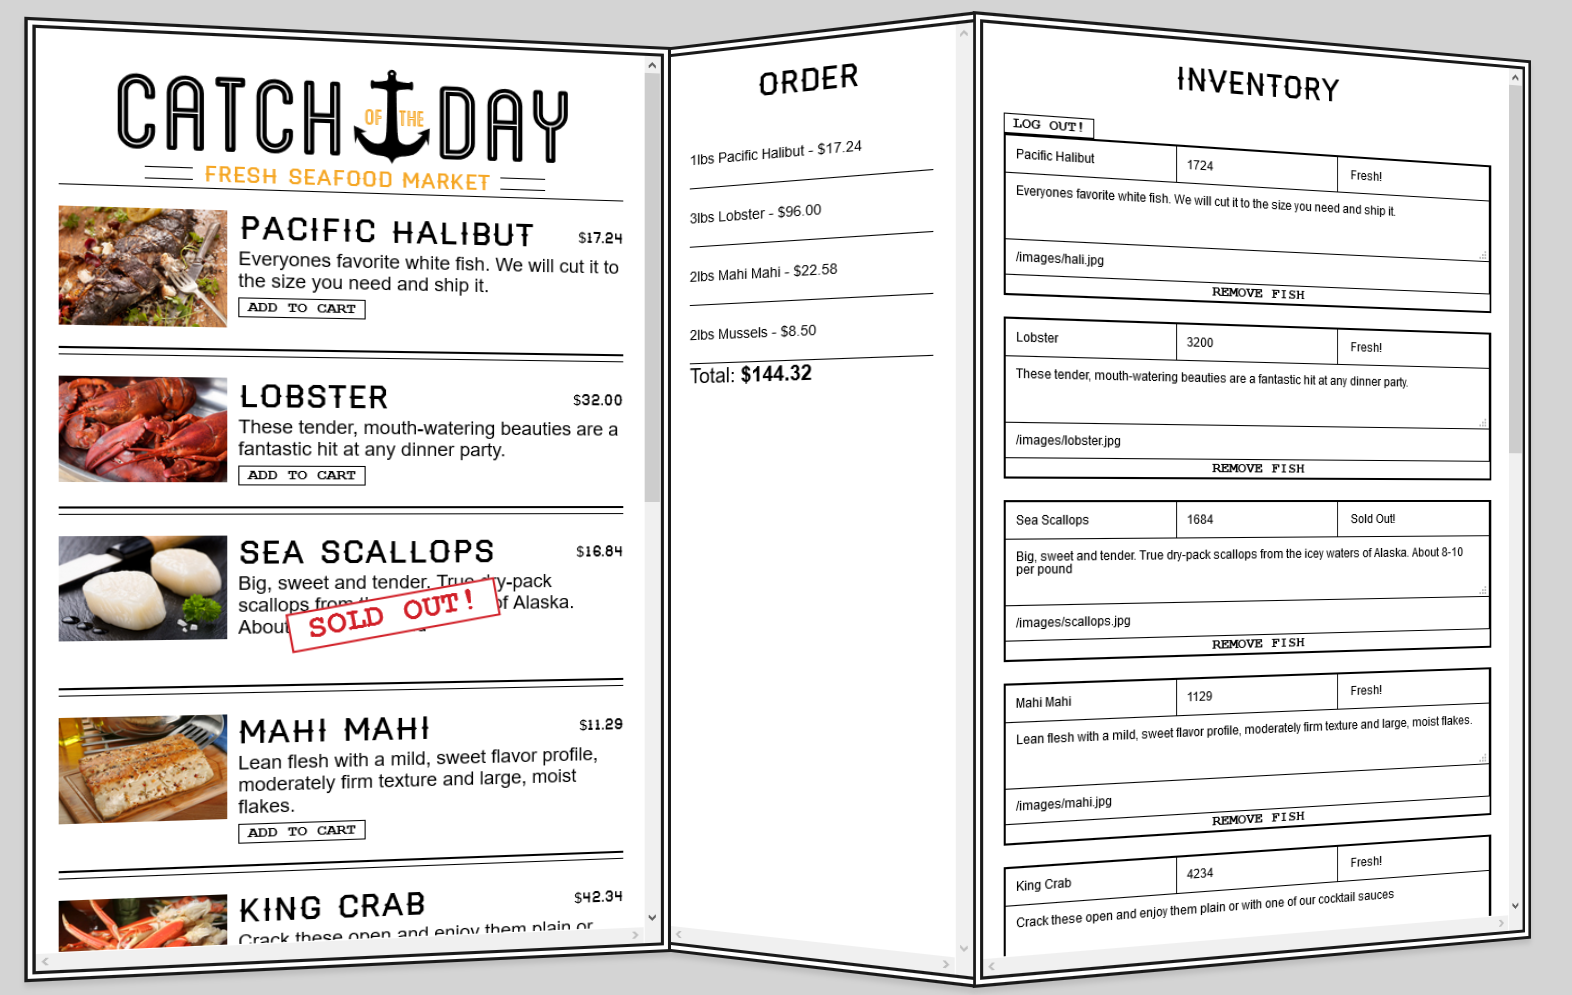 CATCH OF THE DAY
FRESH SEAFOOD MARKET
PACIFIC HALIBUT $17.24
Everyones favorite white fish. We will cut it to
the size you need and ship it.
ADD TO CART
LOBSTER $32.00
These tender, mouth-watering beauties are a
fantastic hit at any dinner party.
ADD TO CART
SEA SCALLOPS $16.84
Big, sweet and tender. True dry-pack
scallops from of Alaska.
About
SOLD OUT!
MAHI MAHI $11.29
Lean flesh with a mild, sweet flavor profile,
moderately firm texture and large, moist
flakes.
ADD TO CART
KING CRAB $42.34
Crack these open and enjoy them plain or
ORDER
1lbs Pacific Halibut - $17.24
3lbs Lobster - $96.00
2lbs Mahi Mahi - $22.58
2lbs Mussels - $8.50
Total: $144.32
INVENTORY
LOG OUT!
Pacific Halibut 1724 Fresh!
Everyones favorite white fish. We will cut it to the size you need and ship it.
/images/hali.jpg
REMOVE FISH
Lobster 3200 Fresh!
These tender, mouth-watering beauties are a fantastic hit at any dinner party.
/images/lobster.jpg
REMOVE FISH
Sea Scallops 1684 Sold Out!
Big, sweet and tender. True dry-pack scallops from the icey waters of Alaska. About 8-10
per pound
/images/scallops.jpg
REMOVE FISH
Mahi Mahi 1129 Fresh!
Lean flesh with a mild, sweet flavor profile, moderately firm texture and large, moist flakes.
/images/mahi.jpg
REMOVE FISH
King Crab 4234 Fresh!
Crack these open and enjoy them plain or with one of our cocktail sauces